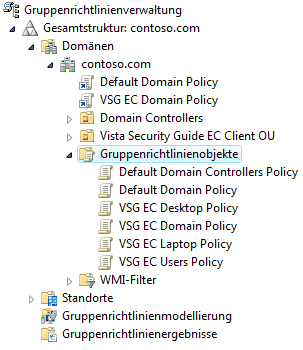 Gruppenrichtlinienverwaltung
Gesamtstruktur: contoso.com
Domänen
contoso.com
Default Domain Policy
VSG EC Domain Policy
Domain Controllers
Vista Security Guide EC Client OU
Gruppenrichtlinienobjekte
Default Domain Controllers Policy
Default Domain Policy
VSG EC Desktop Policy
VSG EC Domain Policy
VSG EC Laptop Policy
VSG EC Users Policy
WMI-Filter
Standorte
Gruppenrichtlinienmodellierung
Gruppenrichtlinienergebnisse